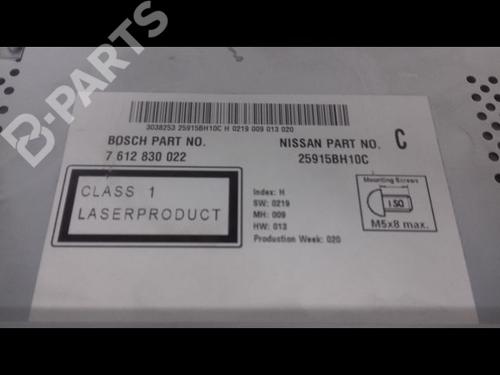 B-PARTS
3038253 25915BH10C H 0219 009 013 020
BOSCH PART NO.
7 612 830 022
NISSAN PART NO.
25915BH10C
C
CLASS 1
LASERPRODUCT
Index: H
SW: 0219
MH: 009
HW: 013
Production Week: 020
Mounting Screws
ISO
M5x8 max.